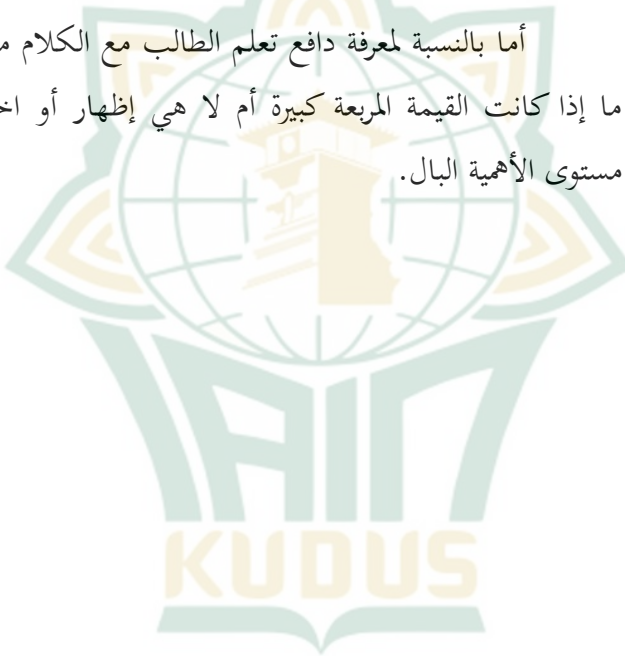 أما بالنسبة لمعرفة دافع تعلم الطالب مع الكلام
ما إذا كانت القيمة المربعة كبيرة أم لا هي إظهار أو
مستوى الأهمية البال.
IAIN
KUDUS